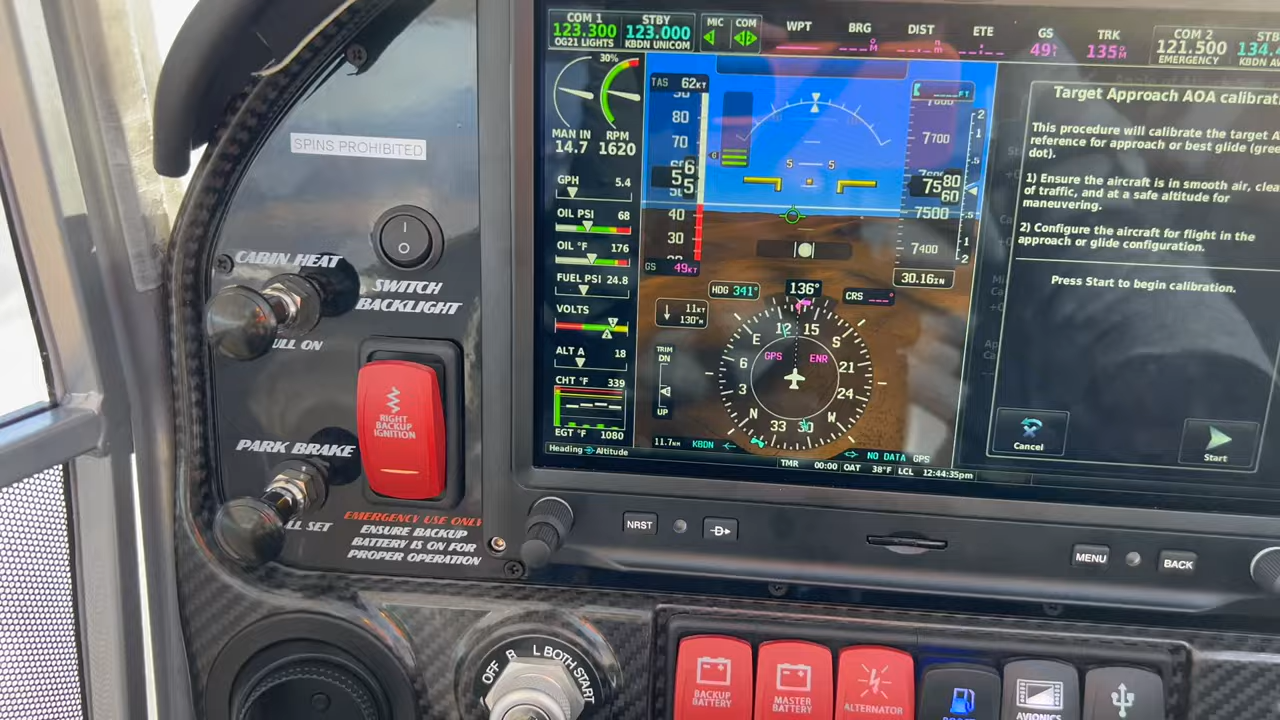 COM 1
123.300
OG21 LIGHTS
STBY
123.000
KBDN UNICOM
MIC
COM
WPT
BRG
DIST
ETE
GS
49
TRK
135
COM 2
121.500
EMERGENCY
STB
134.
KBDN AW
30%
MAN IN
14.7
RPM
1620
GPH 5.4
OIL PSI 68
OIL °F 176
FUEL PSI 24.8
VOLTS
ALT A 18
CHT °F 339
EGT °F 1080
TAS 62KT
80
70
40
30
GS 49KT
5 5
7700
7500
7400
30.16IN
HDG 341°
136°
CRS
11KT
130°M
TRIM
DN
UP
GPS
ENR
12
15
S
21
24
W
30
33
N
3
6
E
11.7NM KBDN
NO DATA GPS
Heading Altitude
TMR 00:00 OAT 38°F LCL 12:44:35pm
Target Approach AOA calibrat
This procedure will calibrate the target A
reference for approach or best glide (gree
dot).
1) Ensure the aircraft is in smooth air, clea
of traffic, and at a safe altitude for
maneuvering.
2) Configure the aircraft for flight in the
approach or glide configuration.
Press Start to begin calibration.
Cancel
Start
SPINS PROHIBITED
I
O
SWITCH
BACKLIGHT
CABIN HEAT
ULL ON
RIGHT
BACKUP
IGNITION
PARK BRAKE
LL SET
EMERGENCY USE ONLY
ENSURE BACKUP
BATTERY IS ON FOR
PROPER OPERATION
NRST
D
MENU
BACK
OFF R L BOTH START
BACKUP
BATTERY
MASTER
BATTERY
ALTERNATOR
AVIONICS